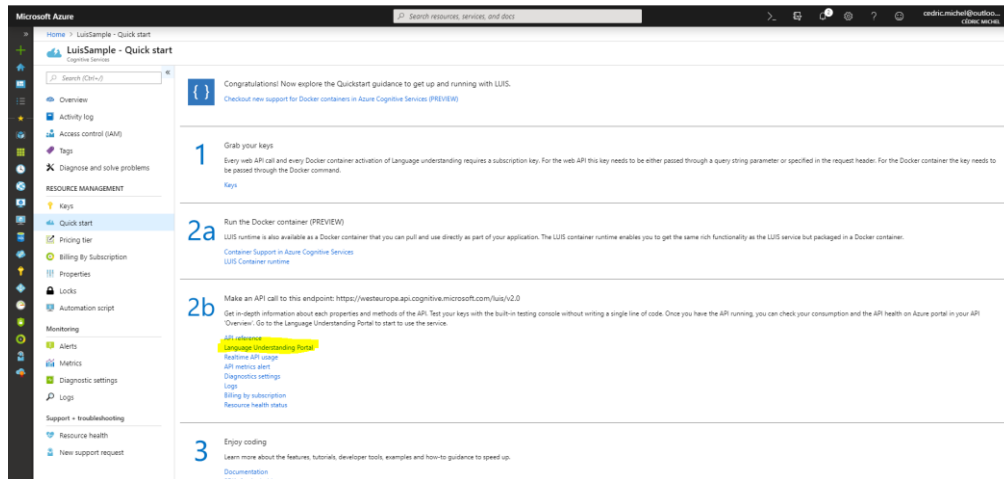 Microsoft Azure
Search resources, services, and docs
cedric.michel@outloo...
CÉDRIC MICHEL
Home > LuisSample - Quick start
LuisSample - Quick start
Cognitive Services
Search (Ctrl+/)
Overview
Activity log
Access control (IAM)
Tags
Diagnose and solve problems
RESOURCE MANAGEMENT
Keys
Quick start
Pricing tier
Billing By Subscription
Properties
Locks
Automation script
Monitoring
Alerts
Metrics
Diagnostic settings
Logs
Support + troubleshooting
Resource health
New support request
Congratulations! Now explore the Quickstart guidance to get up and running with LUIS.
Checkout new support for Docker containers in Azure Cognitive Services (PREVIEW)
1
Grab your keys
Every web API call and every Docker container activation of Language understanding requires a subscription key. For the web API this key needs to be either passed through a query string parameter or specified in the request header. For the Docker container the key needs to
be passed through the Docker command.
Keys
2a
Run the Docker container (PREVIEW)
LUIS runtime is also available as a Docker container that you can pull and use directly as part of your application. The LUIS container runtime enables you to get the same rich functionality as the LUIS service but packaged in a Docker container.
Container Support in Azure Cognitive Services
LUIS Container runtime
2b
Make an API call to this endpoint: https://westeurope.api.cognitive.microsoft.com/luis/v2.0
Get in-depth information about each properties and methods of the API. Test your keys with the built-in testing console without writing a single line of code. Once you have the API running, you can check your consumption and the API health on Azure portal in your API
'Overview'. Go to the Language Understanding Portal to start to use the service.
API reference
Language Understanding Portal
Realtime API usage
API metrics alert
Diagnostics settings
Logs
Billing by subscription
Resource health status
3
Enjoy coding
Learn more about the features, tutorials, developer tools, examples and how-to guidance to speed up.
Documentation